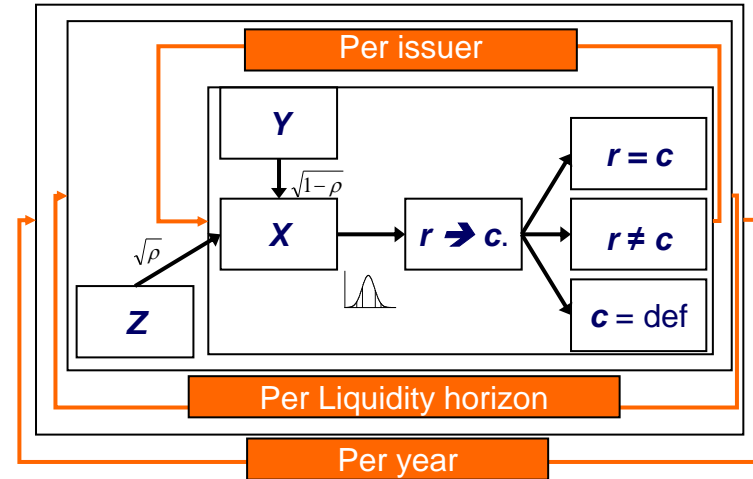 Per issuer
Y
r = c
√1−ρ
X
r ➔ c.
r ≠ c
√ρ
Z
c = def
Per Liquidity horizon
Per year